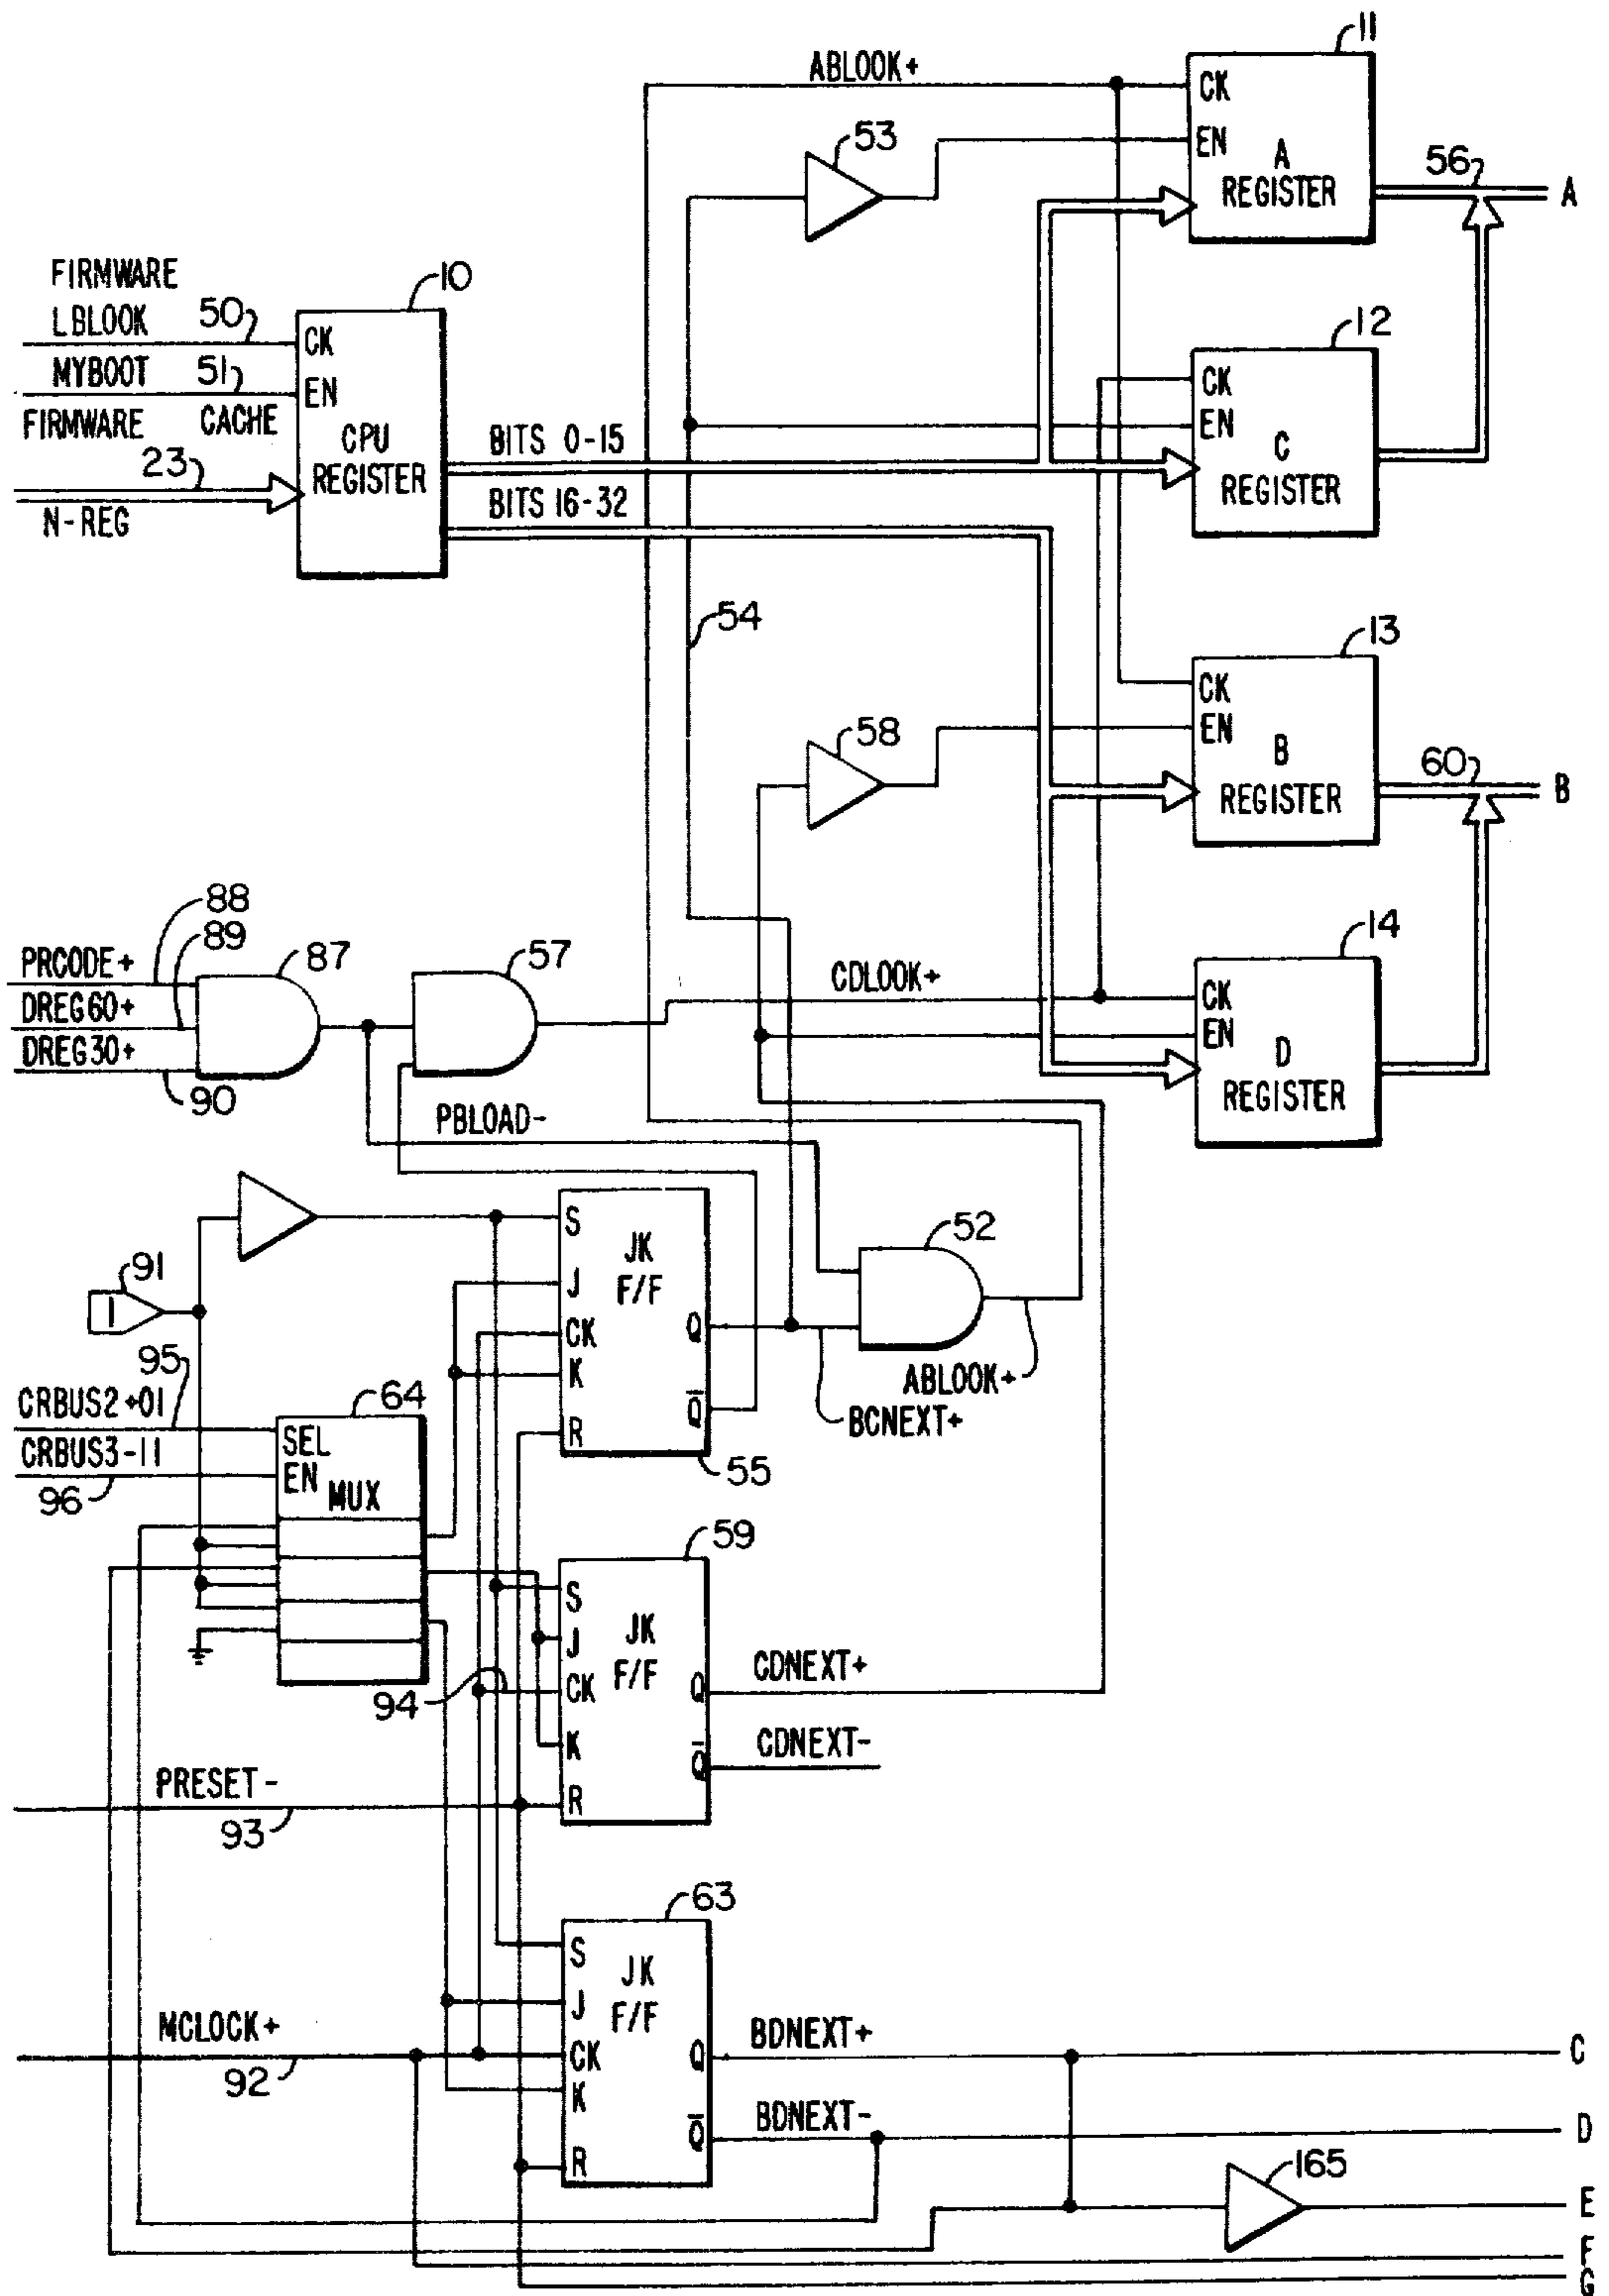 ABLOOK+
11
CK
EN
A
REGISTER
53
56
A
FIRMWARE
LBLOOK
50
10
CK
MYBOOT
51
EN
FIRMWARE
CACHE
CPU
REGISTER
23
N-REG
BITS 0-15
BITS 16-32
12
CK
EN
C
REGISTER
54
13
CK
EN
B
REGISTER
58
60
B
88
89
PRCODE+
87
57
DREG60+
DREG30+
90
CDLOOK+
14
CK
EN
D
REGISTER
PBLOAD-
S
JK
F/F
J
CK
K
Q
Q̅
R
55
52
ABLOOK+
BCNEXT+
91
1
95
CRBUS2+01
64
CRBUS3-11
96
SEL
EN
MUX
59
S
JK
F/F
J
CK
K
R
94
Q
CDNEXT+
Q̅
CDNEXT-
PRESET-
93
63
S
JK
F/F
J
CK
K
R
MCLOCK+
92
Q
BDNEXT+
C
Q̅
BDNEXT-
D
165
E
F
G